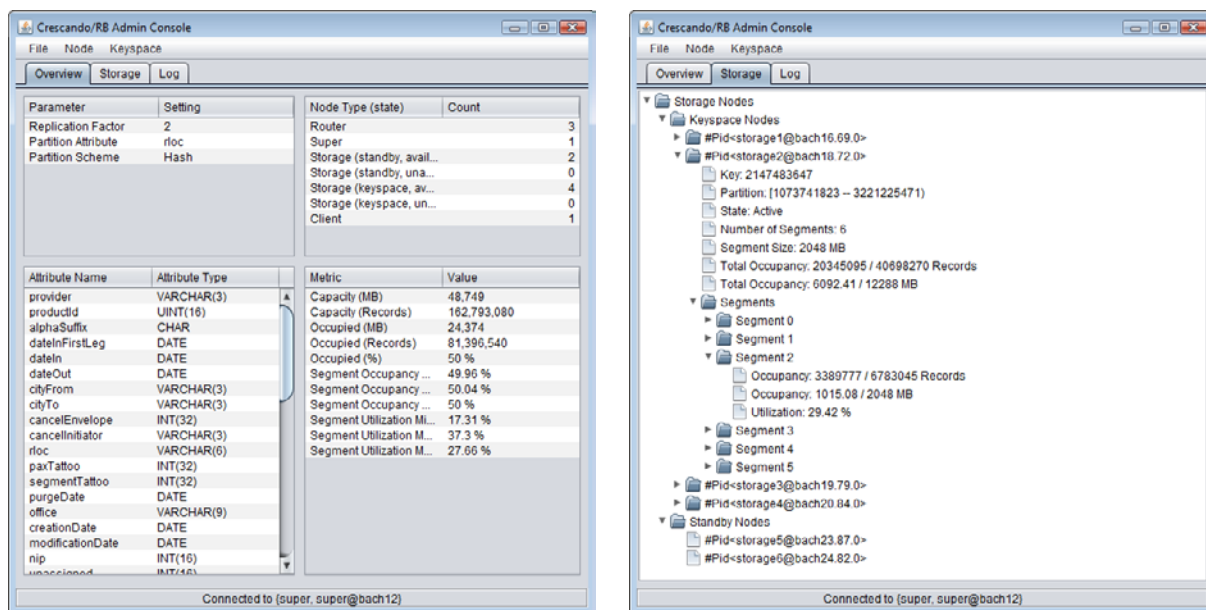 Crescando/RB Admin Console
File Node Keyspace
Overview Storage Log
Parameter Setting
Replication Factor 2
Partition Attribute rloc
Partition Scheme Hash
Node Type (state) Count
Router 3
Super 1
Storage (standby, avail... 2
Storage (standby, una... 0
Storage (keyspace, av... 4
Storage (keyspace, un... 0
Client 1
Attribute Name Attribute Type
provider VARCHAR(3)
productId UINT(16)
alphaSuffix CHAR
dateInFirstLeg DATE
dateIn DATE
dateOut DATE
cityFrom VARCHAR(3)
cityTo VARCHAR(3)
cancelEnvelope INT(32)
cancelInitiator VARCHAR(3)
rloc VARCHAR(6)
paxTattoo INT(32)
segmentTattoo INT(32)
purgeDate DATE
office VARCHAR(9)
creationDate DATE
modificationDate DATE
nip INT(16)
unassigned INT(16)
Metric Value
Capacity (MB) 48,749
Capacity (Records) 162,793,080
Occupied (MB) 24,374
Occupied (Records) 81,396,540
Occupied (%) 50 %
Segment Occupancy ... 49.96 %
Segment Occupancy ... 50.04 %
Segment Occupancy ... 50 %
Segment Utilization Mi... 17.31 %
Segment Utilization M... 37.3 %
Segment Utilization M... 27.66 %
Connected to {super, super@bach12}
Crescando/RB Admin Console
File Node Keyspace
Overview Storage Log
Storage Nodes
Keyspace Nodes
#Pid<storage1@bach16.69.0>
#Pid<storage2@bach18.72.0>
Key: 2147483647
Partition: [1073741823 -- 3221225471)
State: Active
Number of Segments: 6
Segment Size: 2048 MB
Total Occupancy: 20345095 / 40698270 Records
Total Occupancy: 6092.41 / 12288 MB
Segments
Segment 0
Segment 1
Segment 2
Occupancy: 3389777 / 6783045 Records
Occupancy: 1015.08 / 2048 MB
Utilization: 29.42 %
Segment 3
Segment 4
Segment 5
#Pid<storage3@bach19.79.0>
#Pid<storage4@bach20.84.0>
Standby Nodes
#Pid<storage5@bach23.87.0>
#Pid<storage6@bach24.82.0>
Connected to {super, super@bach12}